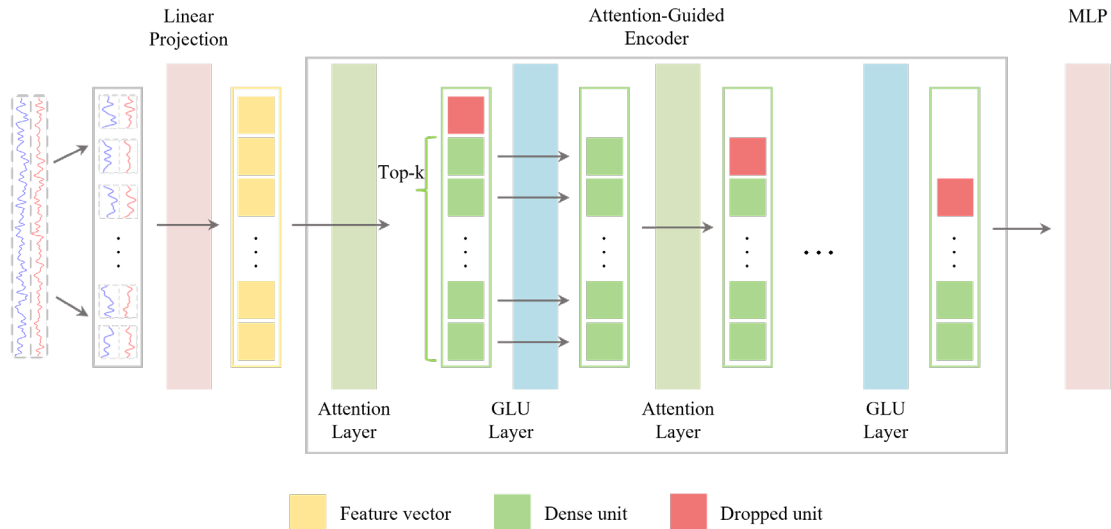 Linear
Projection
Attention-Guided
Encoder
MLP
Top-k
Attention
Layer
GLU
Layer
Attention
Layer
GLU
Layer
Feature vector
Dense unit
Dropped unit